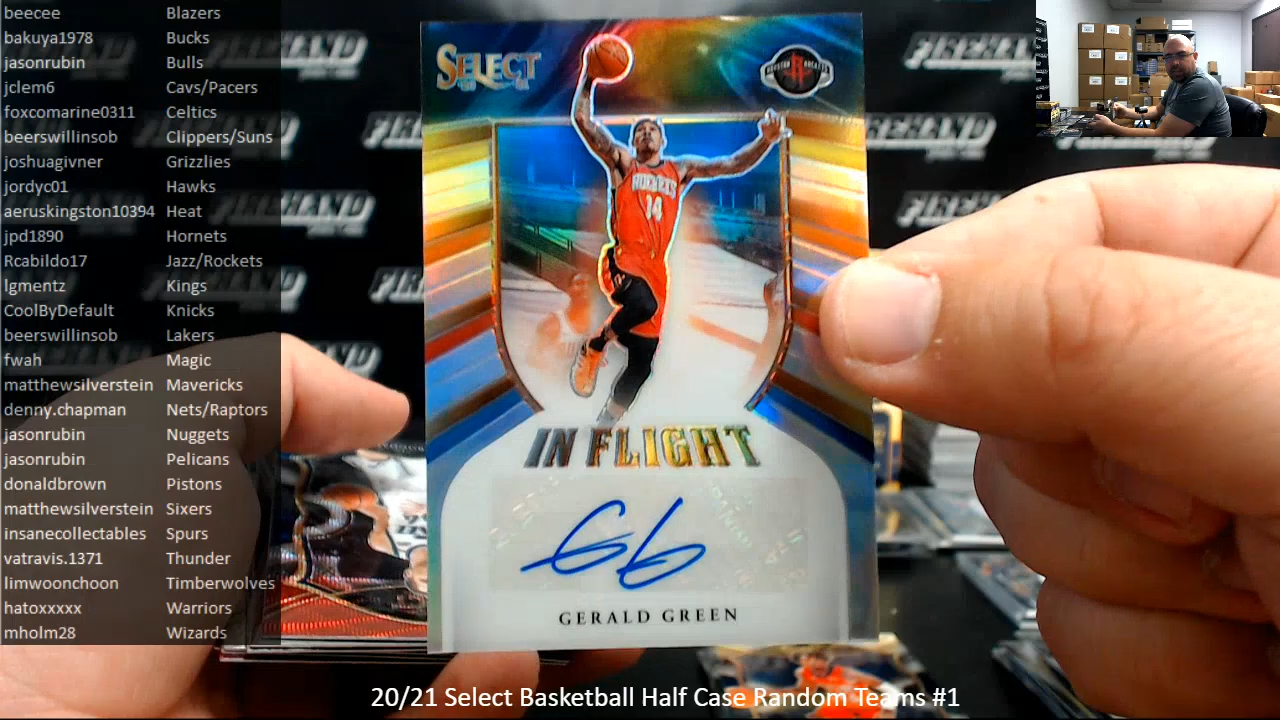 beecee Blazers
bakuya1978 Bucks
jasonrubin Bulls
jclem6 Cavs/Pacers
foxcomarine0311 Celtics
beerswillinsob Clippers/Suns
joshuagivner Grizzlies
jordyc01 Hawks
aeruskingston10394 Heat
jpd1890 Hornets
Rcabildo17 Jazz/Rockets
lgmentz Kings
CoolByDefault Knicks
beerswillinsob Lakers
fwah Magic
matthewsilverstein Mavericks
denny.chapman Nets/Raptors
jasonrubin Nuggets
jasonrubin Pelicans
donaldbrown Pistons
matthewsilverstein Sixers
insanecollectables Spurs
vatravis.1371 Thunder
limwoonchoon Timberwolves
hatoxxxxx Warriors
mholm28 Wizards
FIREHAND
SELECT
ROCKETS
14
IN FLIGHT
GERALD GREEN
20/21 Select Basketball Half Case Random Teams #1